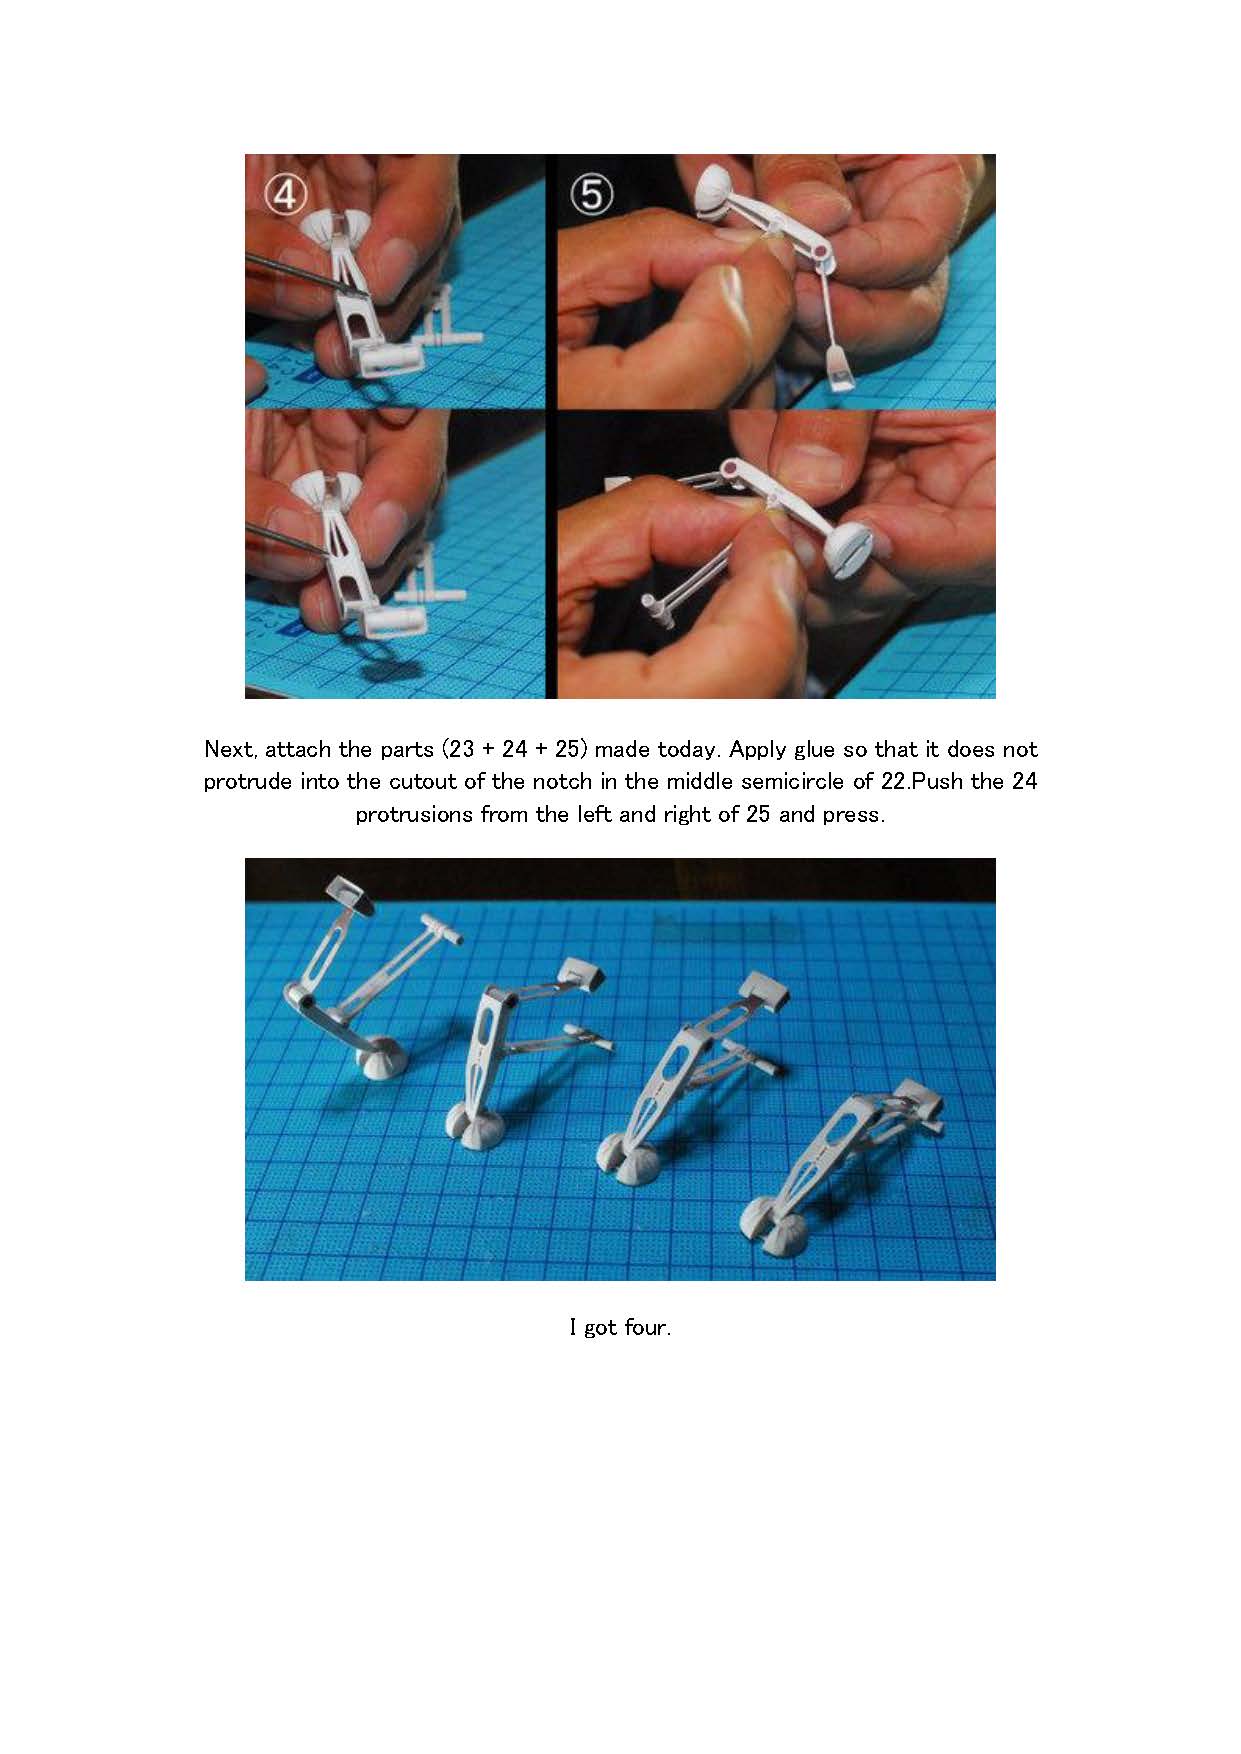 ④ ⑤
Next, attach the parts (23 + 24 + 25) made today. Apply glue so that it does not
protrude into the cutout of the notch in the middle semicircle of 22.Push the 24
protrusions from the left and right of 25 and press.
I got four.